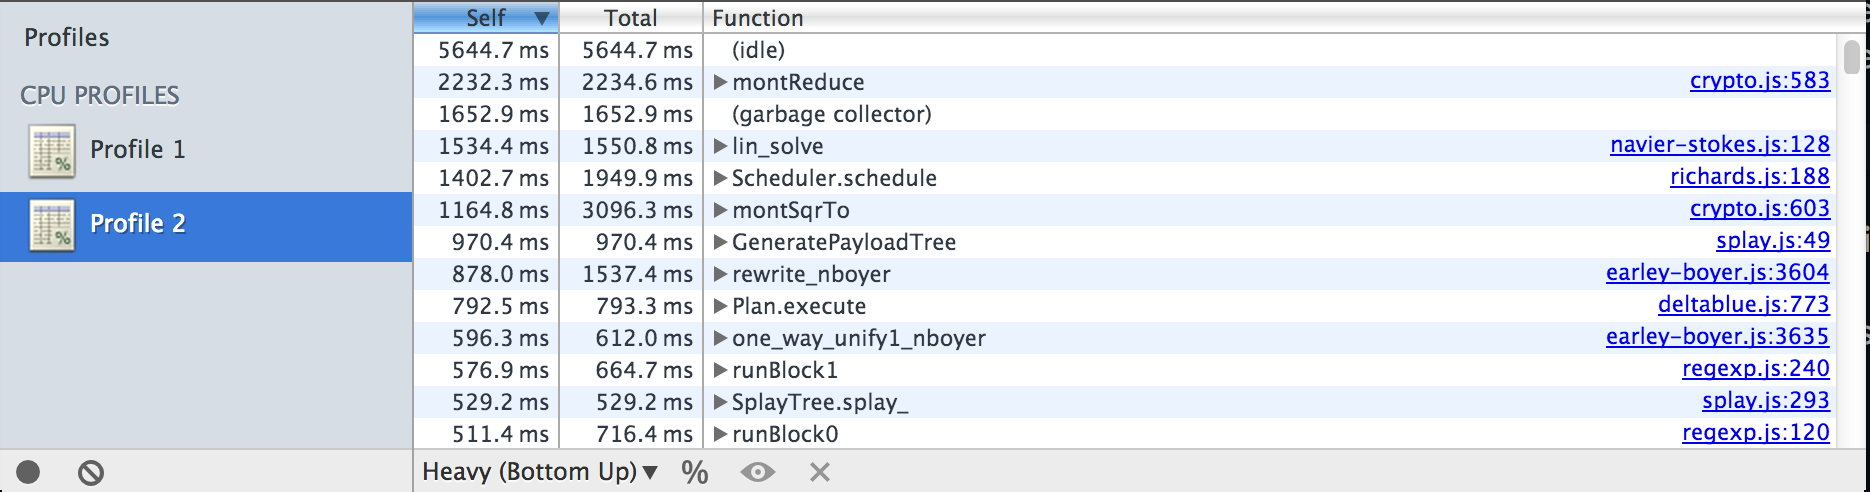 Profiles
CPU PROFILES
Profile 1
Profile 2
Self ▼ Total Function
5644.7 ms 5644.7 ms (idle)
2232.3 ms 2234.6 ms ▶ montReduce crypto.js:583
1652.9 ms 1652.9 ms (garbage collector)
1534.4 ms 1550.8 ms ▶ lin_solve navier-stokes.js:128
1402.7 ms 1949.9 ms ▶ Scheduler.schedule richards.js:188
1164.8 ms 3096.3 ms ▶ montSqrTo crypto.js:603
970.4 ms 970.4 ms ▶ GeneratePayloadTree splay.js:49
878.0 ms 1537.4 ms ▶ rewrite_nboyer earley-boyer.js:3604
792.5 ms 793.3 ms ▶ Plan.execute deltablue.js:773
596.3 ms 612.0 ms ▶ one_way_unify1_nboyer earley-boyer.js:3635
576.9 ms 664.7 ms ▶ runBlock1 regexp.js:240
529.2 ms 529.2 ms ▶ SplayTree.splay_ splay.js:293
511.4 ms 716.4 ms ▶ runBlock0 regexp.js:120
Heavy (Bottom Up) ▼ %